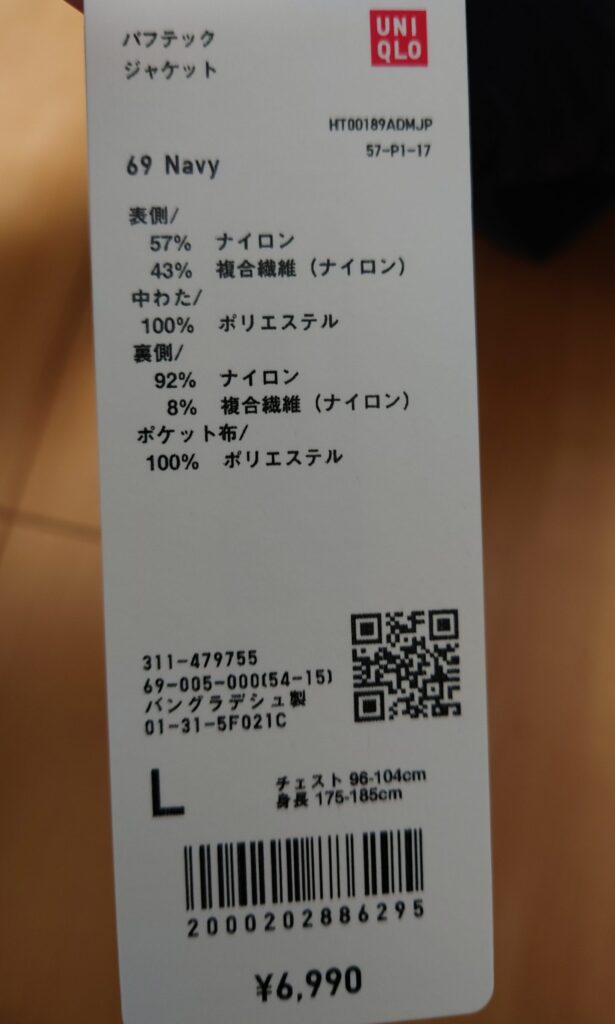 パフテック
ジャケット
UNI
QLO
HT00189ADMJP
57-P1-17
69 Navy
表側/
57% ナイロン
43% 複合繊維（ナイロン）
中わた/
100% ポリエステル
裏側/
92% ナイロン
8% 複合繊維（ナイロン）
ポケット布/
100% ポリエステル
311-479755
69-005-000(54-15)
バングラデシュ製
01-31-5F021C
L
チェスト 96-104cm
身長 175-185cm
2000202886295
¥6,990